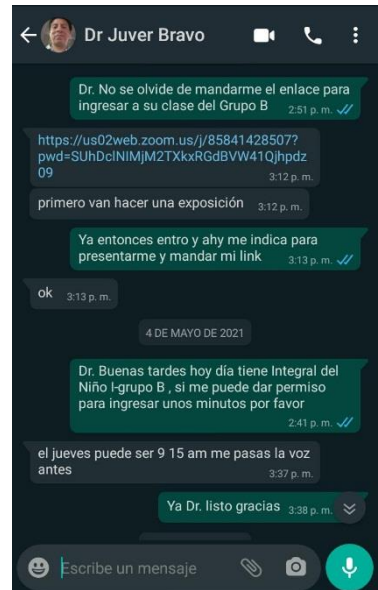 Dr Juver Bravo
Dr. No se olvide de mandarme el enlace para
ingresar a su clase del Grupo B
2:51 p. m.
https://us02web.zoom.us/j/85841428507?
pwd=SUhDclNIMjM2TXkxRGdBVW41Qjhpdz
09
3:12 p. m.
primero van hacer una exposición 3:12 p. m.
Ya entonces entro y ahy me indica para
presentarme y mandar mi link 3:13 p. m.
ok 3:13 p. m.
4 DE MAYO DE 2021
Dr. Buenas tardes hoy día tiene Integral del
Niño I-grupo B , si me puede dar permiso
para ingresar unos minutos por favor
2:41 p. m.
el jueves puede ser 9 15 am me pasas la voz
antes 3:37 p. m.
Ya Dr. listo gracias 3:38 p. m.
Escribe un mensaje